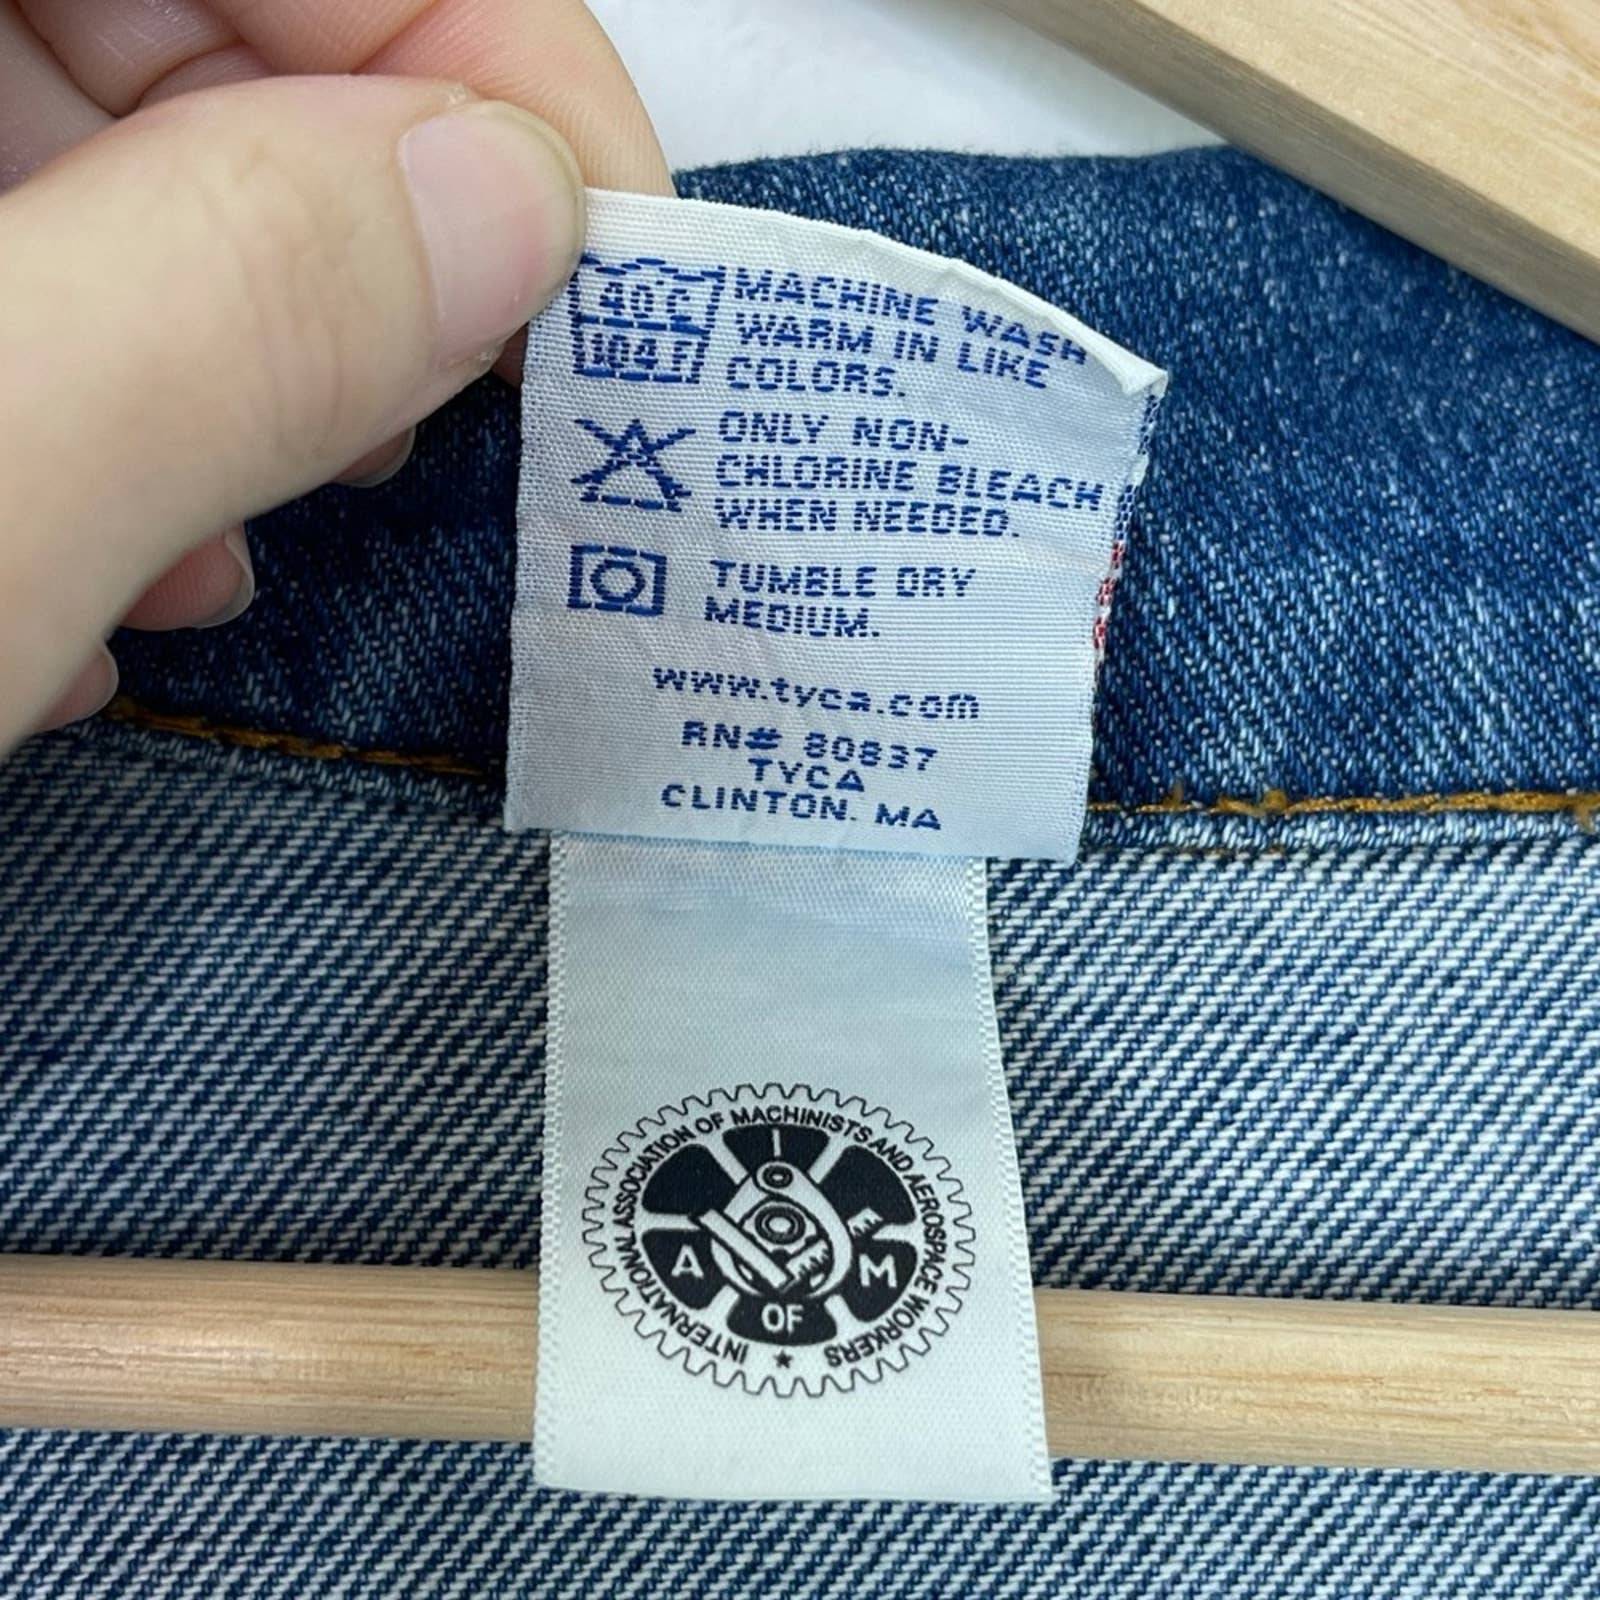 40 C
104 F
MACHINE WASH
WARM IN LIKE
COLORS.
ONLY NON-
CHLORINE BLEACH
WHEN NEEDED.
TUMBLE DRY
MEDIUM.
www.tyca.com
RN# 80837
TYCA
CLINTON. MA
INTERNATIONAL ASSOCIATION OF MACHINISTS AND AEROSPACE WORKERS
I
A
M
OF